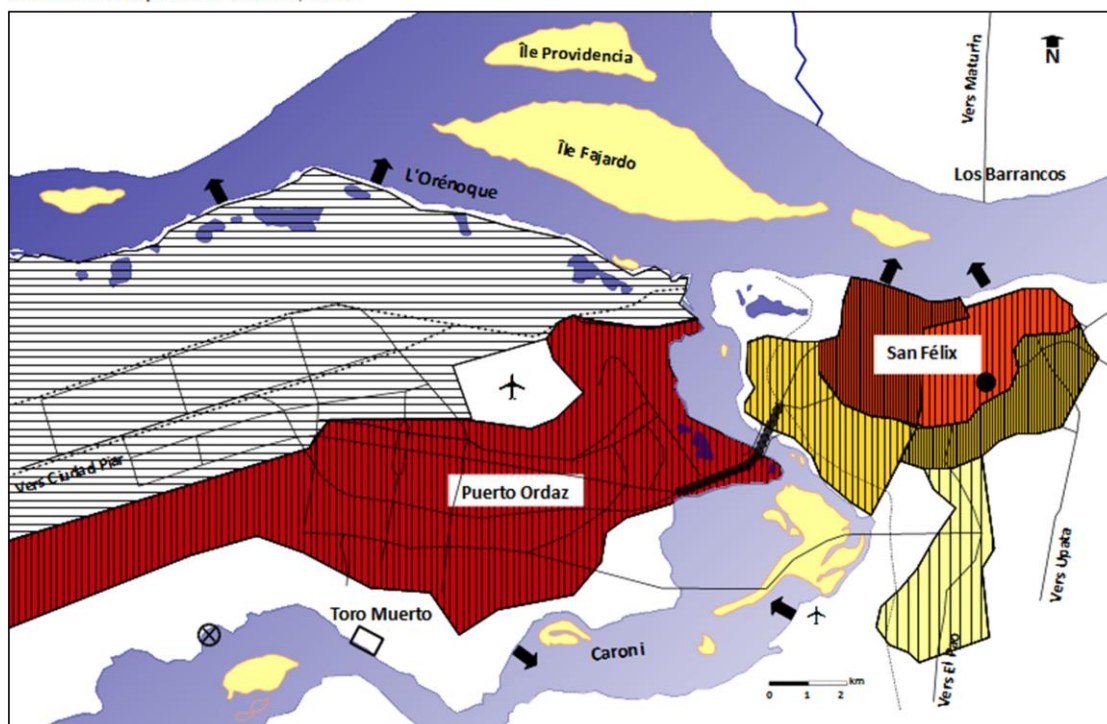 Île Providencia
N
Vers Maturín
Île Fajardo
Los Barrancos
L'Orénoque
San Félix
Vers Ciudad Piar
Puerto Ordaz
Vers Upata
Toro Muerto
Caroni
Vers El Pao
km
0 1 2